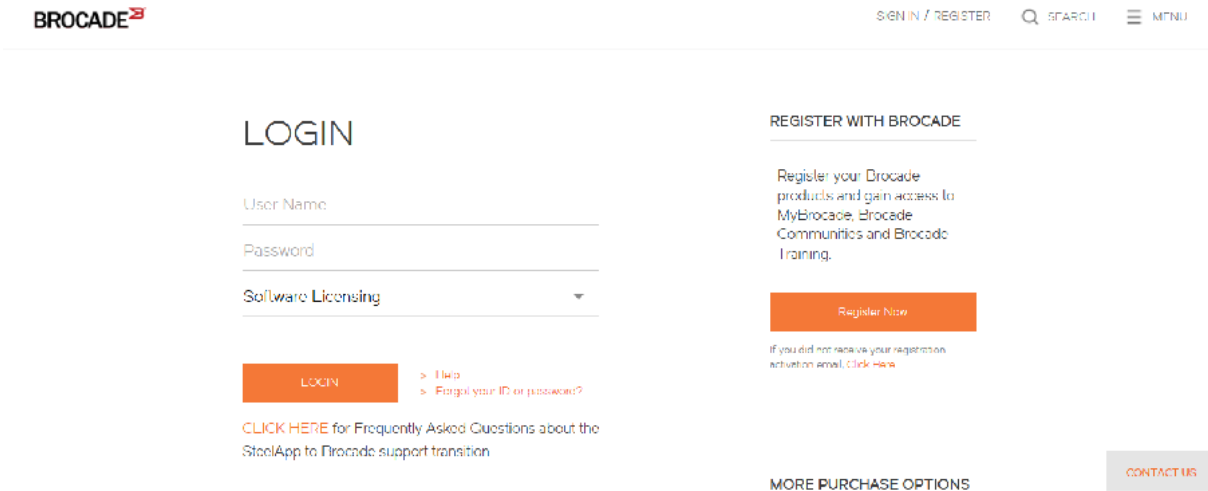 BROCADE
SIGN IN / REGISTER
SEARCH
MENU
LOGIN
User Name
Password
Software Licensing
LOGIN
> Help
> Forgot your ID or password?
CLICK HERE for Frequently Asked Questions about the
SteelApp to Brocade support transition
REGISTER WITH BROCADE
Register your Brocade
products and gain access to
MyBrocade, Brocade
Communities and Brocade
Training.
Register Now
If you did not receive your registration
activation email, Click Here
MORE PURCHASE OPTIONS
CONTACT US